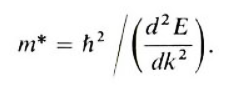 m* = ħ² / (d²E / dk²).